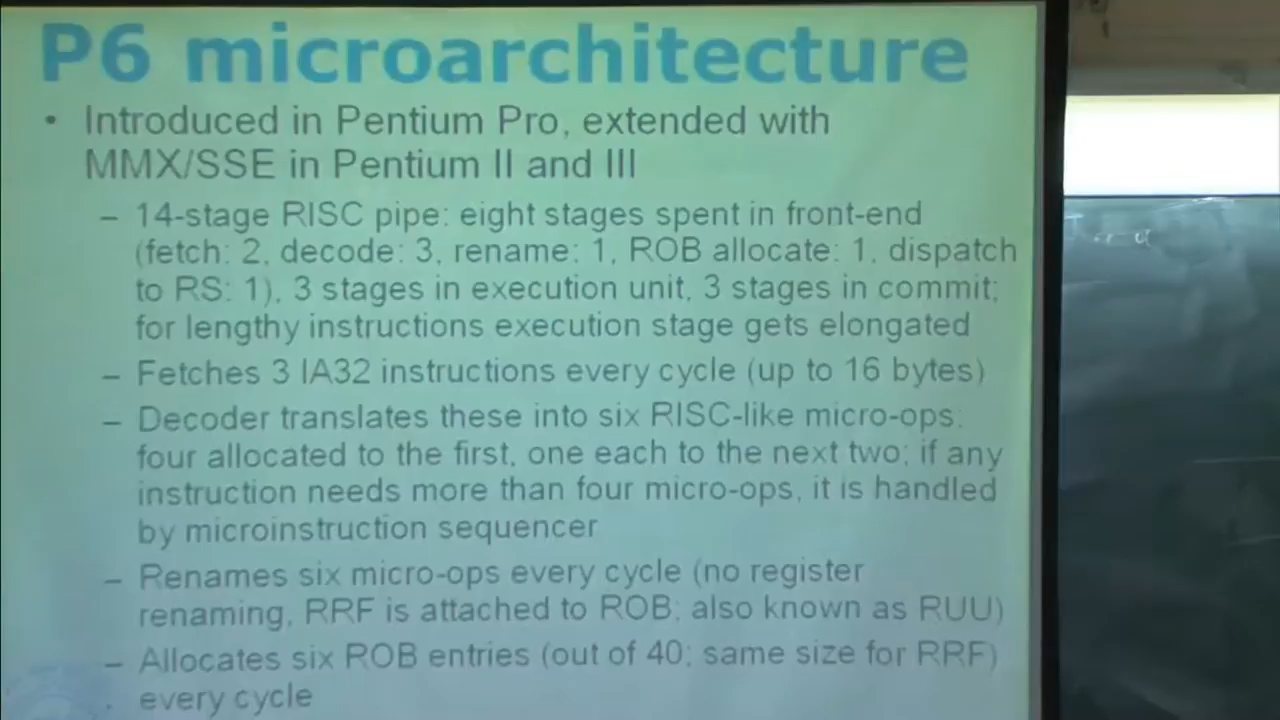 P6 microarchitecture
• Introduced in Pentium Pro, extended with
MMX/SSE in Pentium II and III
– 14-stage RISC pipe: eight stages spent in front-end
(fetch: 2, decode: 3, rename: 1, ROB allocate: 1, dispatch
to RS: 1), 3 stages in execution unit, 3 stages in commit;
for lengthy instructions execution stage gets elongated
– Fetches 3 IA32 instructions every cycle (up to 16 bytes)
– Decoder translates these into six RISC-like micro-ops:
four allocated to the first, one each to the next two; if any
instruction needs more than four micro-ops, it is handled
by microinstruction sequencer
– Renames six micro-ops every cycle (no register
renaming, RRF is attached to ROB; also known as RUU)
– Allocates six ROB entries (out of 40; same size for RRF)
every cycle